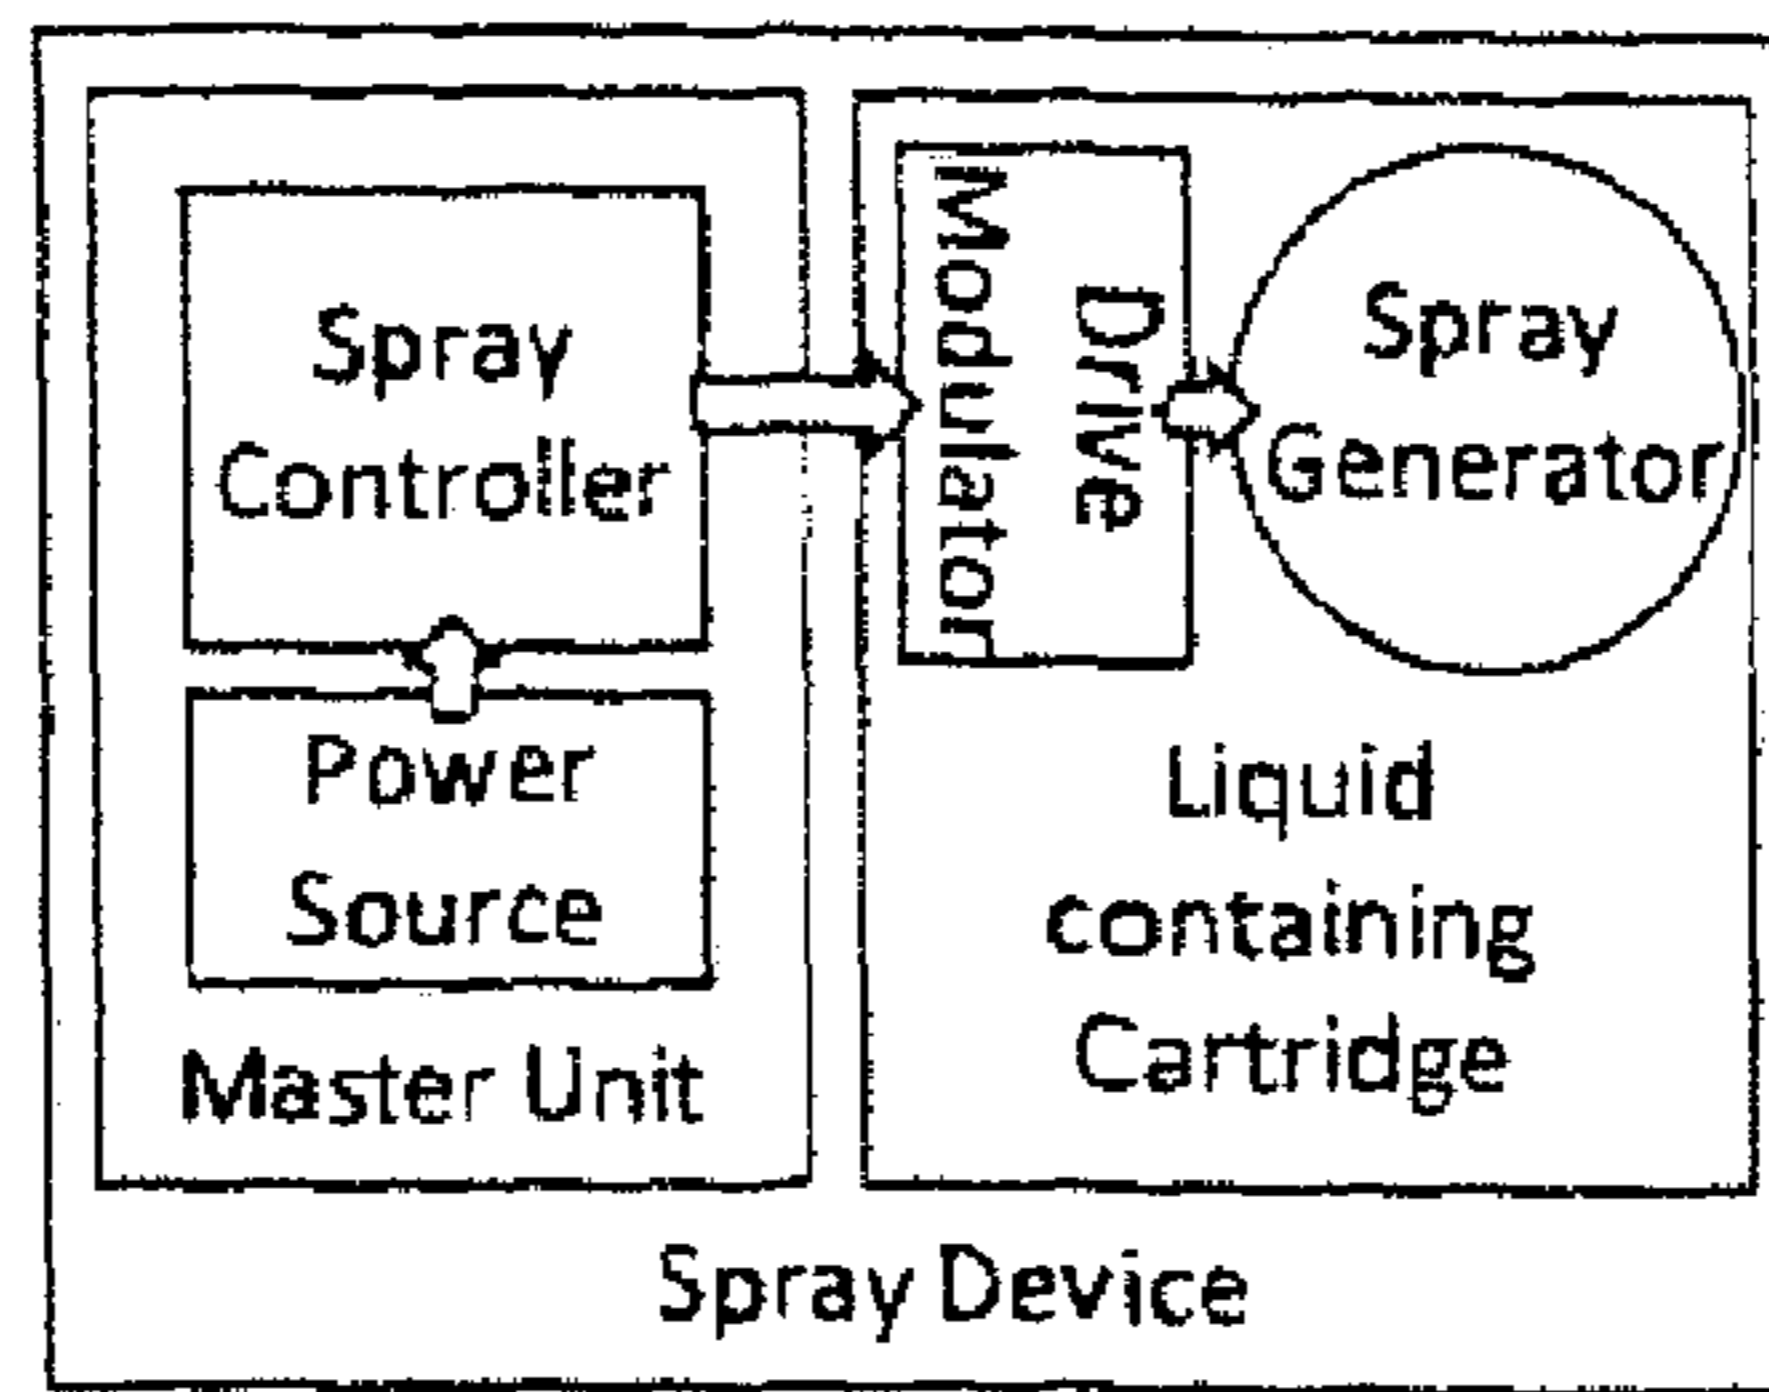 Spray
Controller
Power
Source
Master Unit
Drive
Modulator
Spray
Generator
Liquid
containing
Cartridge
Spray Device